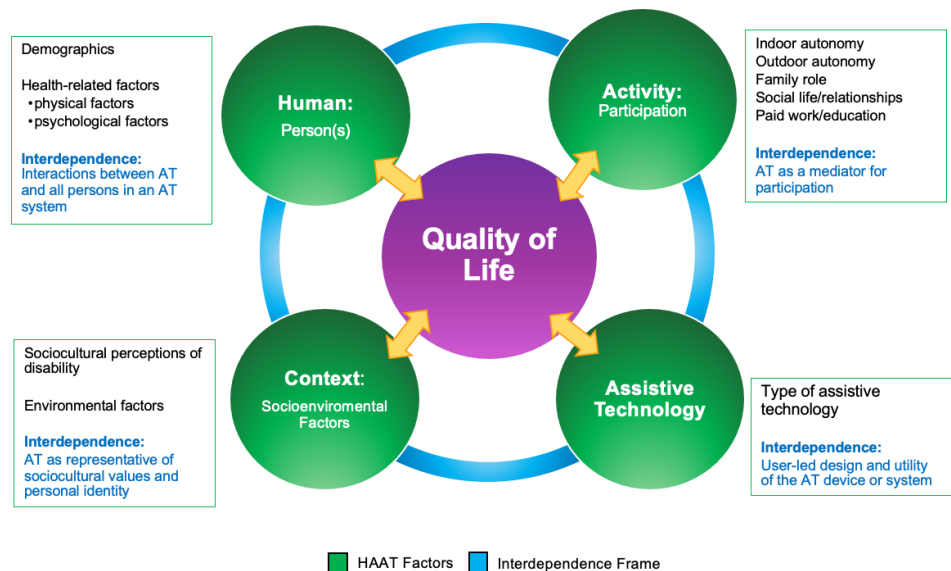 Demographics
Health-related factors
•physical factors
•psychological factors
Interdependence:
Interactions between AT
and all persons in an AT
system
Human:
Person(s)
Activity:
Participation
Indoor autonomy
Outdoor autonomy
Family role
Social life/relationships
Paid work/education
Interdependence:
AT as a mediator for
participation
Quality of
Life
Sociocultural perceptions of
disability
Environmental factors
Interdependence:
AT as representative of
sociocultural values and
personal identity
Context:
Socioenviromental
Factors
Assistive
Technology
Type of assistive
technology
Interdependence:
User-led design and utility
of the AT device or system
HAAT Factors
Interdependence Frame